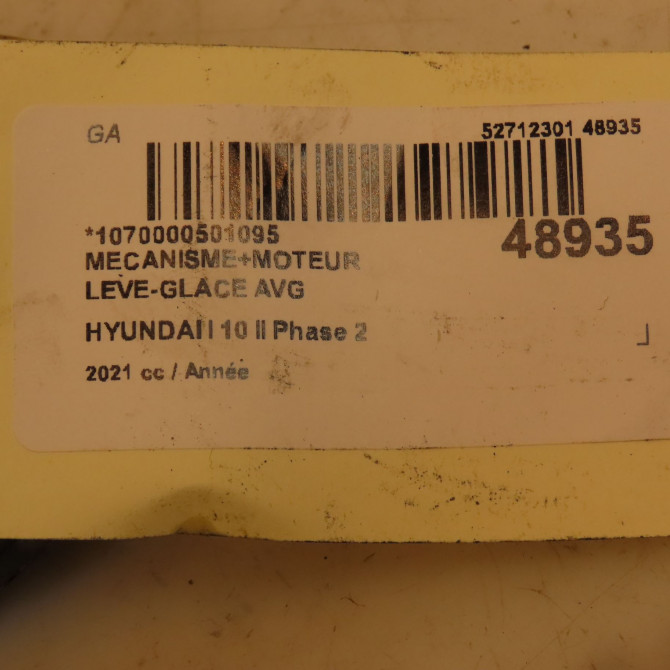 GA
52712301 48935
*1070000501095
48935
MECANISME+MOTEUR
LEVE-GLACE AVG
HYUNDAI I 10 II Phase 2
2021 cc / Année